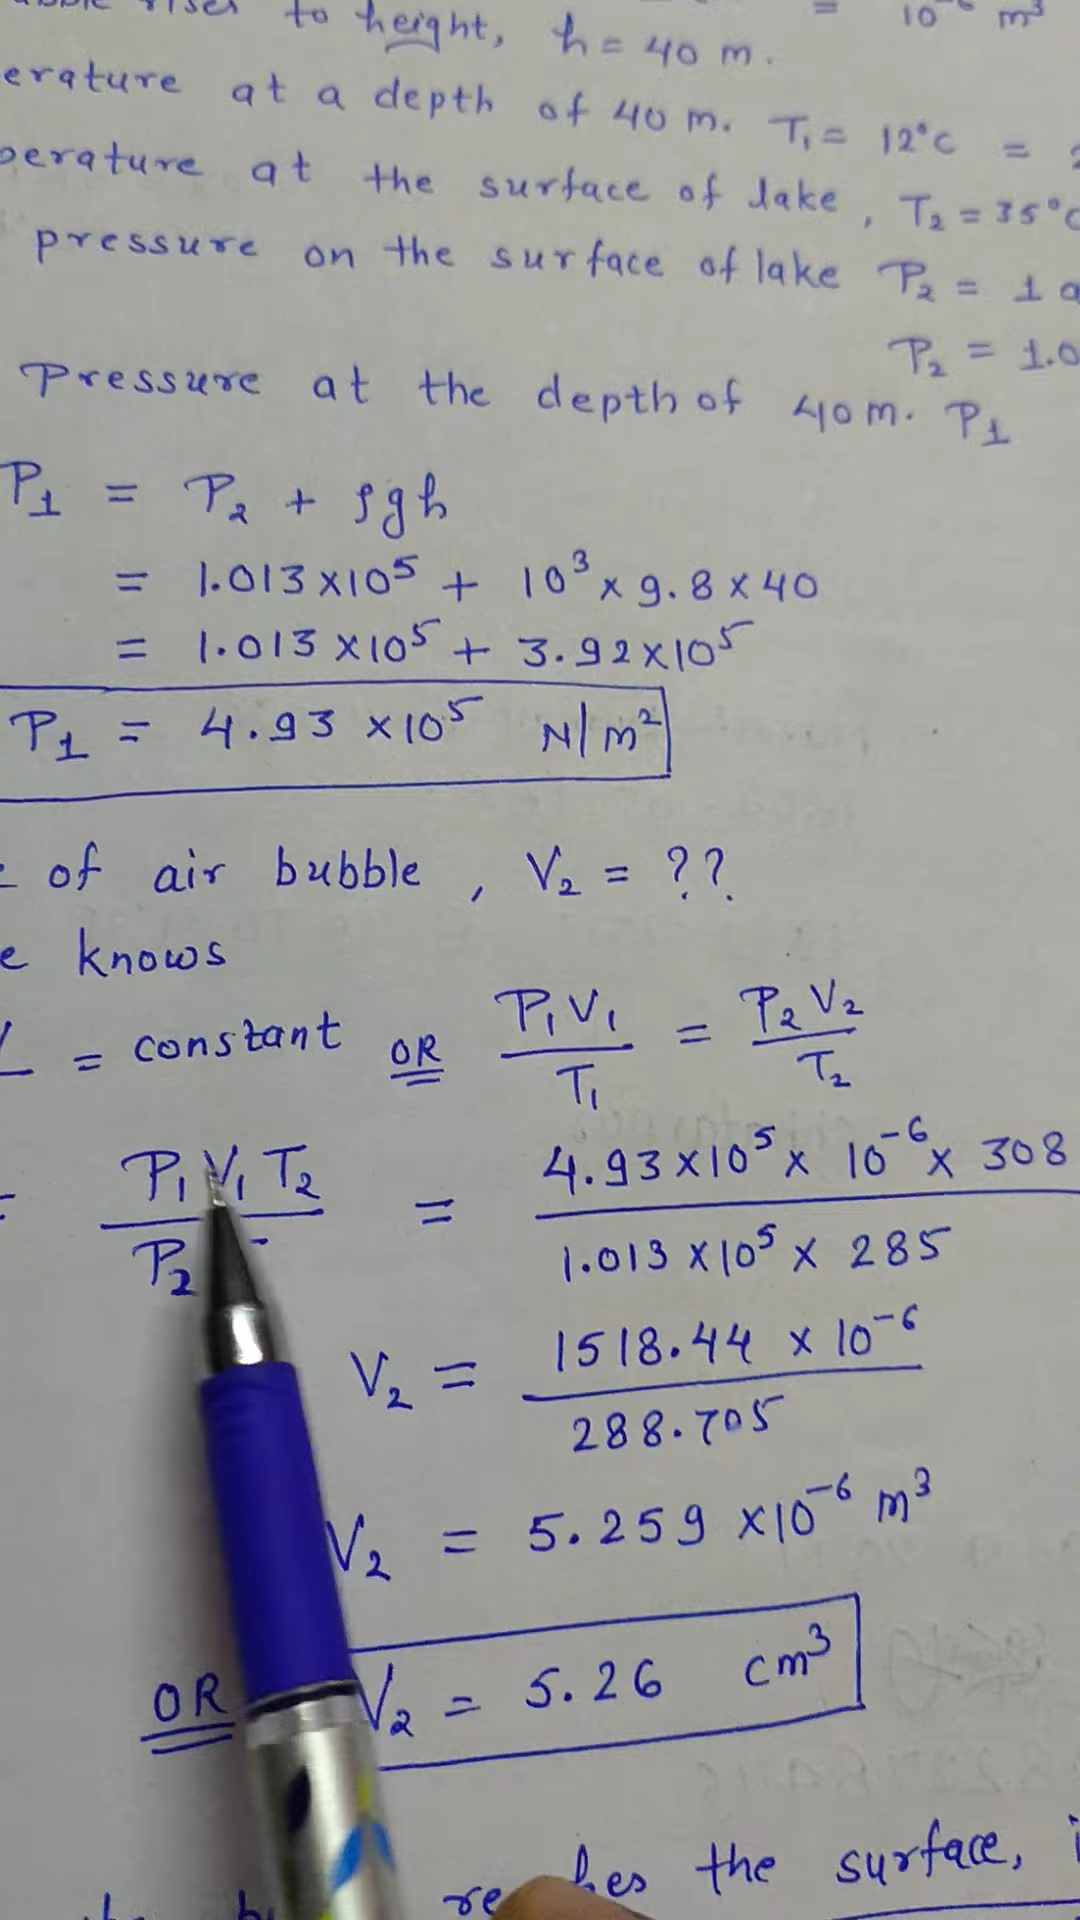 rises to height, h = 40 m.
= 10⁻⁶ m³
erature at a depth of 40 m. T₁ = 12°C =
perature at the surface of lake, T₂ = 35°C
pressure on the surface of lake P₂ = 1 a
P₂ = 1.0
Pressure at the depth of 40 m. P₁
P₁ = P₂ + ρgh
= 1.013 × 10⁵ + 10³ × 9.8 × 40
= 1.013 × 10⁵ + 3.92 × 10⁵
P₁ = 4.93 × 10⁵ N/m²
of air bubble, V₂ = ??
e knows
= constant OR P₁V₁/T₁ = P₂V₂/T₂
= P₁V₁T₂/P₂ = 4.93 × 10⁵ × 10⁻⁶ × 308 / 1.013 × 10⁵ × 285
V₂ = 1518.44 × 10⁻⁶ / 288.705
V₂ = 5.259 × 10⁻⁶ m³
OR V₂ = 5.26 cm³
hes the surface,